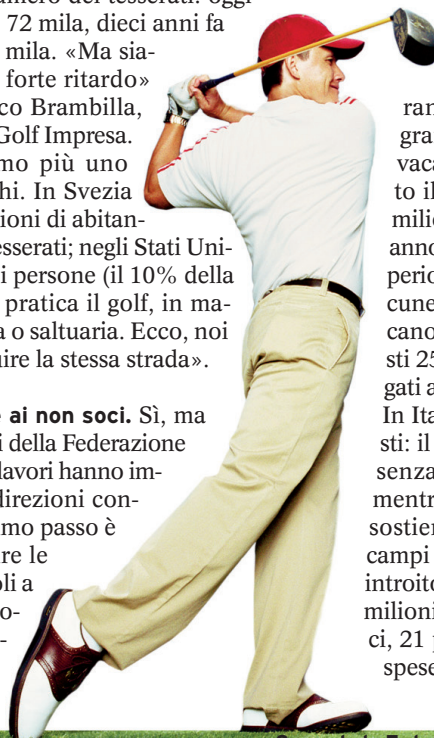 72 mila, dieci anni fa
mila. «Ma sia-
forte ritardo»
co Brambilla,
Golf Impresa.
mo più uno
hi. In Svezia
ioni di abitan-
esserati; negli Stati Uni-
i persone (il 10% della
pratica il golf, in ma-
a o saltuaria. Ecco, noi
ire la stessa strada».
ai non soci. Sì, ma
i della Federazione
lavori hanno im-
direzioni con-
mo passo è
re le
oli a
o-
-
ran
gra
vaca
to il
milio
anno
perio
cune
cano
sti 25
gati a
In Ita
sti: il
senza
mentr
sostier
campi
introito
milioni
ci, 21
spese